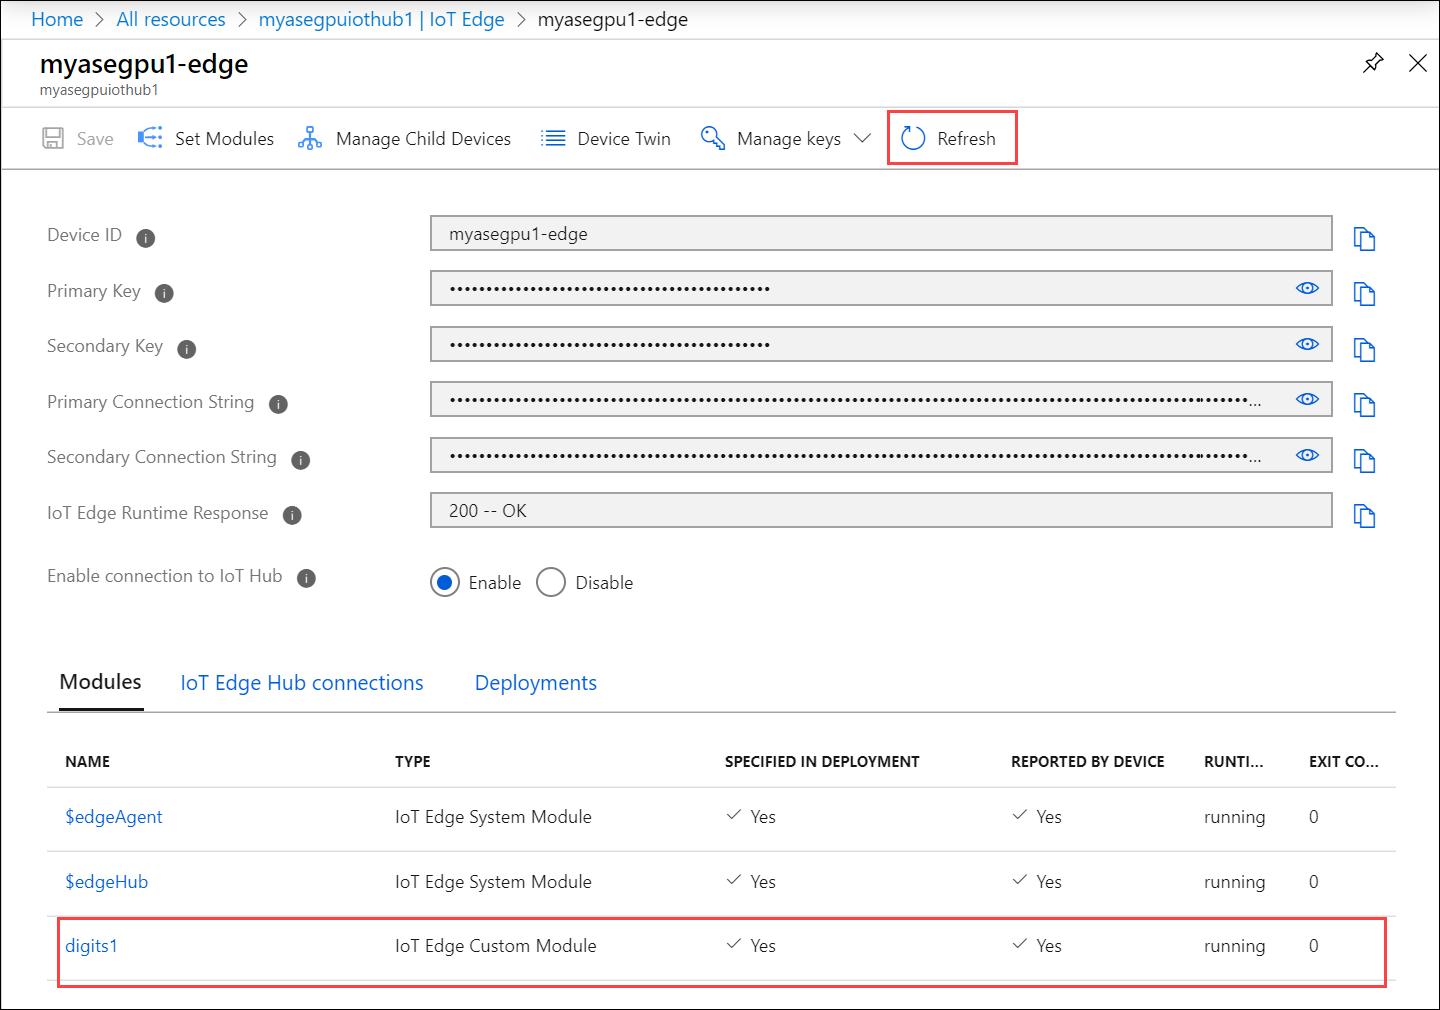 Home > All resources > myasegpuiothub1 | IoT Edge > myasegpu1-edge
myasegpu1-edge
myasegpuiothub1
Save Set Modules Manage Child Devices Device Twin Manage keys Refresh
Device ID myasegpu1-edge
Primary Key ••••••••••••••••••••••••••••••••••••••••••••
Secondary Key ••••••••••••••••••••••••••••••••••••••••••••
Primary Connection String ...
Secondary Connection String ...
IoT Edge Runtime Response 200 -- OK
Enable connection to IoT Hub Enable Disable
Modules IoT Edge Hub connections Deployments
NAME TYPE SPECIFIED IN DEPLOYMENT REPORTED BY DEVICE RUNTI... EXIT CO...
$edgeAgent IoT Edge System Module Yes Yes running 0
$edgeHub IoT Edge System Module Yes Yes running 0
digits1 IoT Edge Custom Module Yes Yes running 0